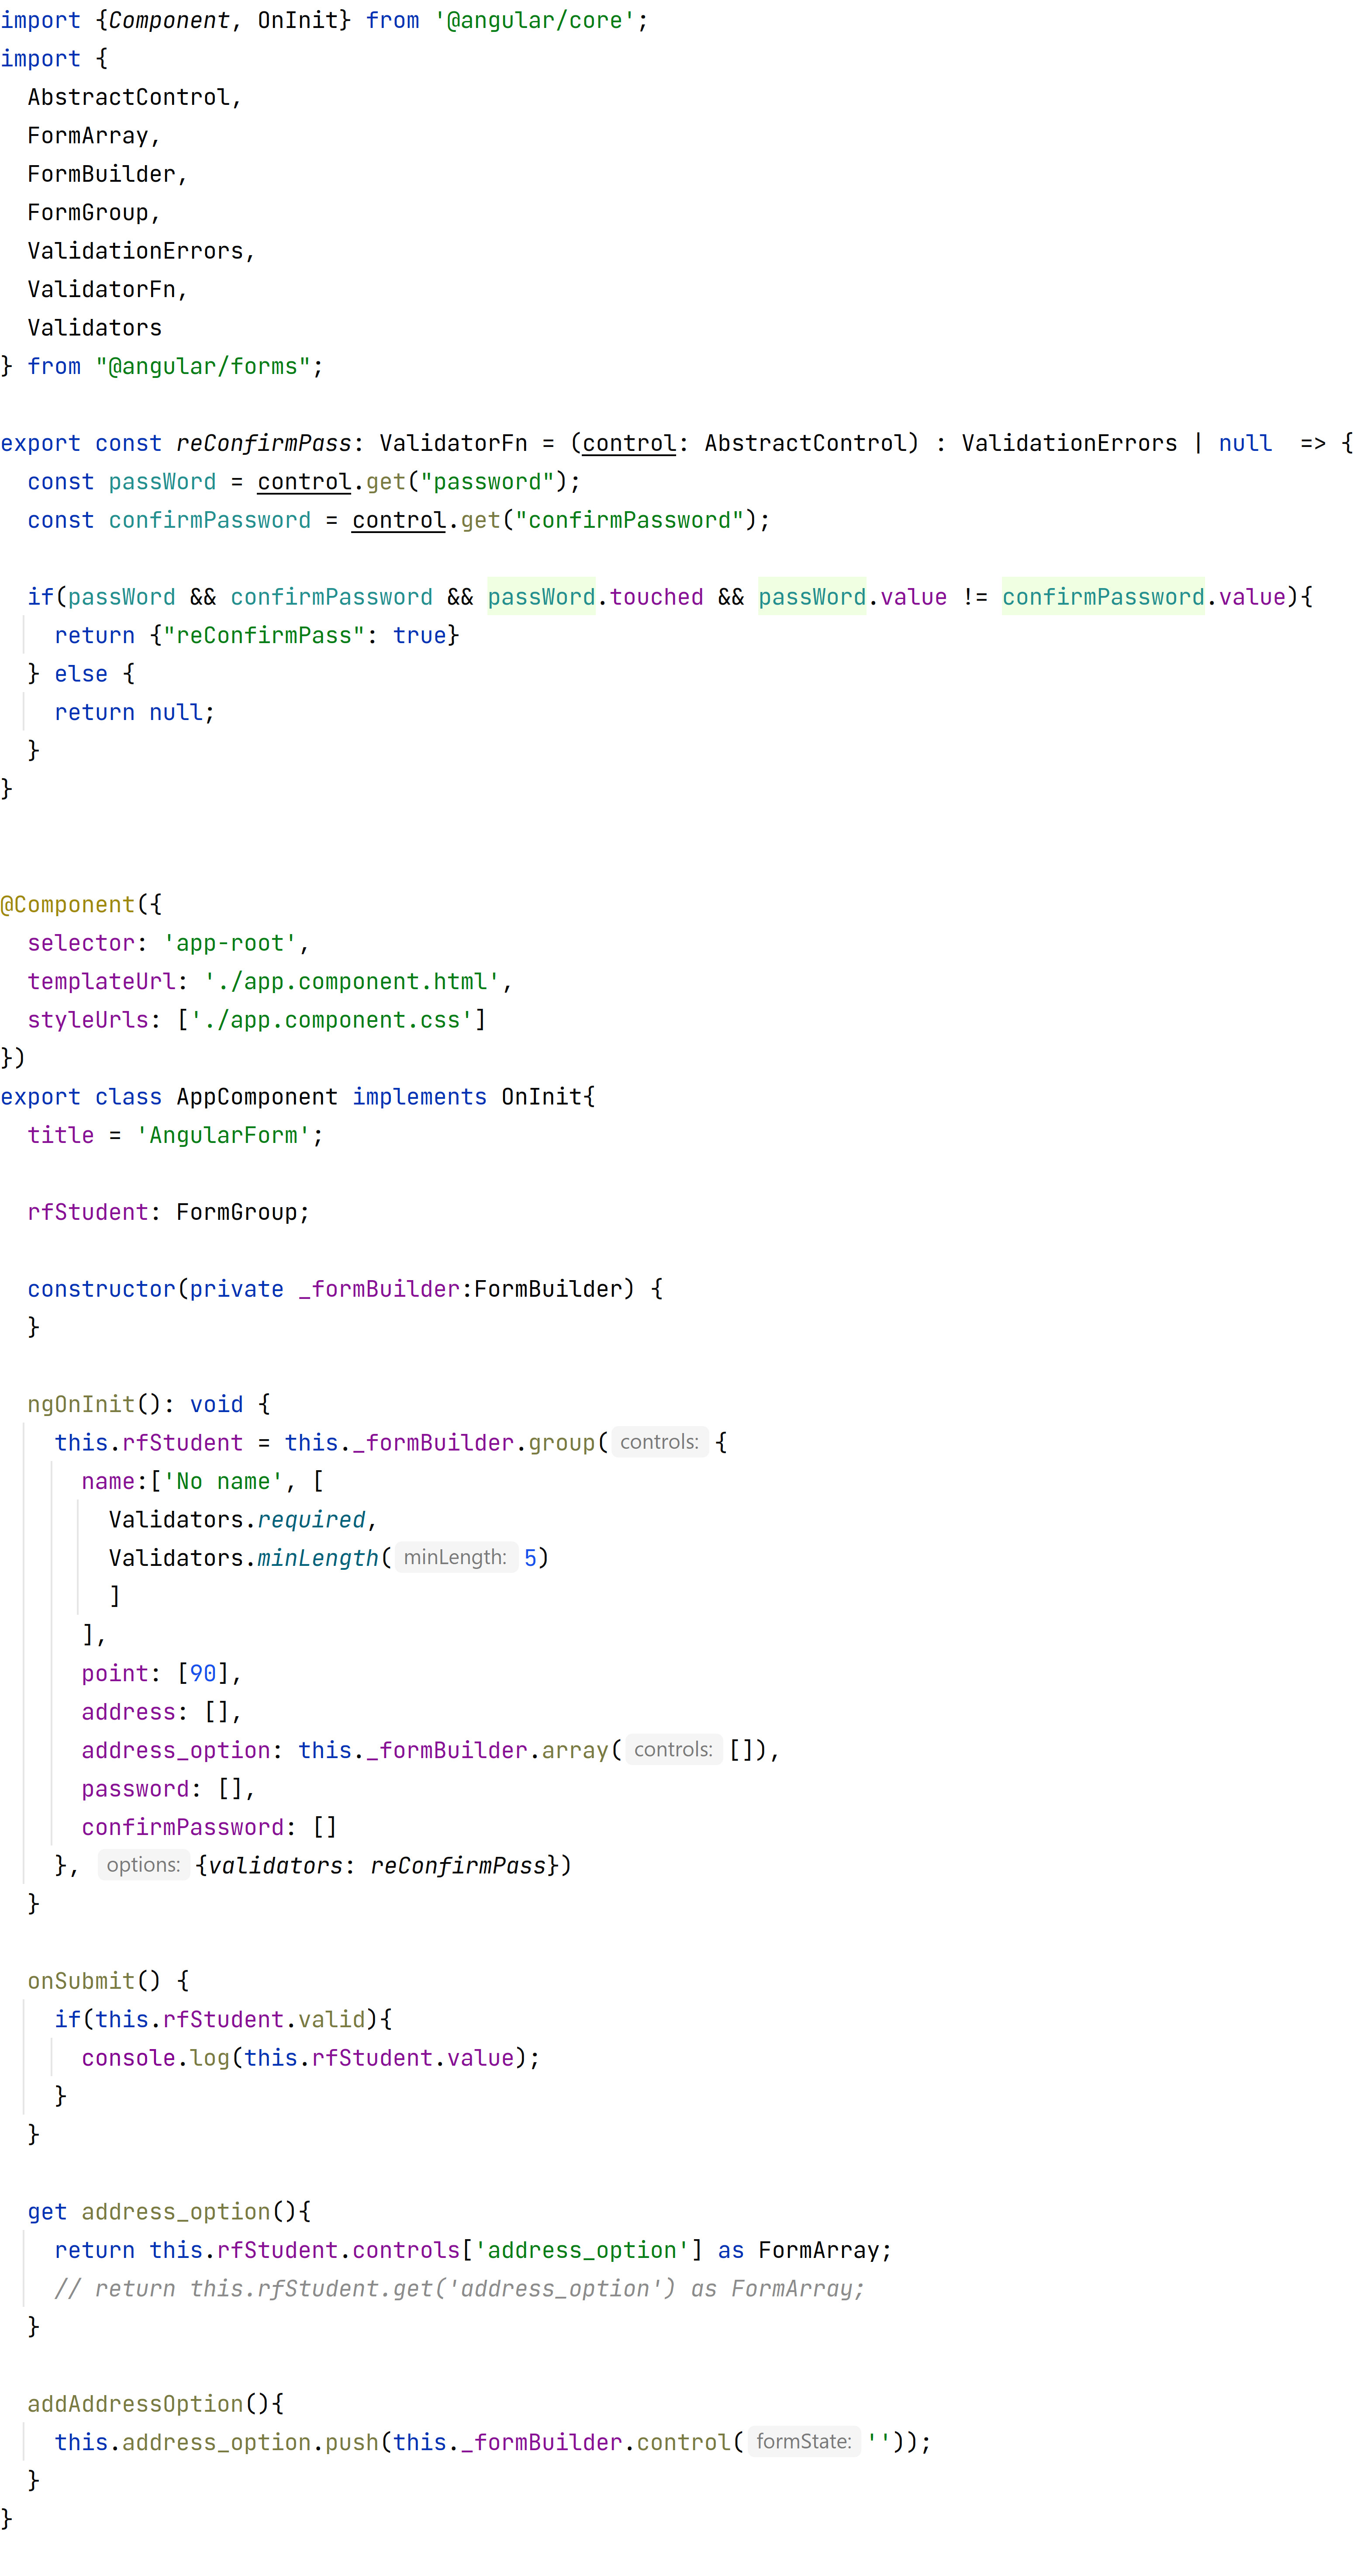 import {Component, OnInit} from '@angular/core';
import {
  AbstractControl,
  FormArray,
  FormBuilder,
  FormGroup,
  ValidationErrors,
  ValidatorFn,
  Validators
} from "@angular/forms";

export const reConfirmPass: ValidatorFn = (control: AbstractControl) : ValidationErrors | null  => {
  const passWord = control.get("password");
  const confirmPassword = control.get("confirmPassword");

  if(passWord && confirmPassword && passWord.touched && passWord.value != confirmPassword.value){
    return {"reConfirmPass": true}
  } else {
    return null;
  }
}

@Component({
  selector: 'app-root',
  templateUrl: './app.component.html',
  styleUrls: ['./app.component.css']
})
export class AppComponent implements OnInit{
  title = 'AngularForm';

  rfStudent: FormGroup;

  constructor(private _formBuilder:FormBuilder) {
  }

  ngOnInit(): void {
    this.rfStudent = this._formBuilder.group( controls: {
      name:['No name', [
        Validators.required,
        Validators.minLength( minLength: 5)
        ]
      ],
      point: [90],
      address: [],
      address_option: this._formBuilder.array( controls: []),
      password: [],
      confirmPassword: []
    }, options: {validators: reConfirmPass})
  }

  onSubmit() {
    if(this.rfStudent.valid){
      console.log(this.rfStudent.value);
    }
  }

  get address_option(){
    return this.rfStudent.controls['address_option'] as FormArray;
    // return this.rfStudent.get('address_option') as FormArray;
  }

  addAddressOption(){
    this.address_option.push(this._formBuilder.control( formState: ''));
  }
}